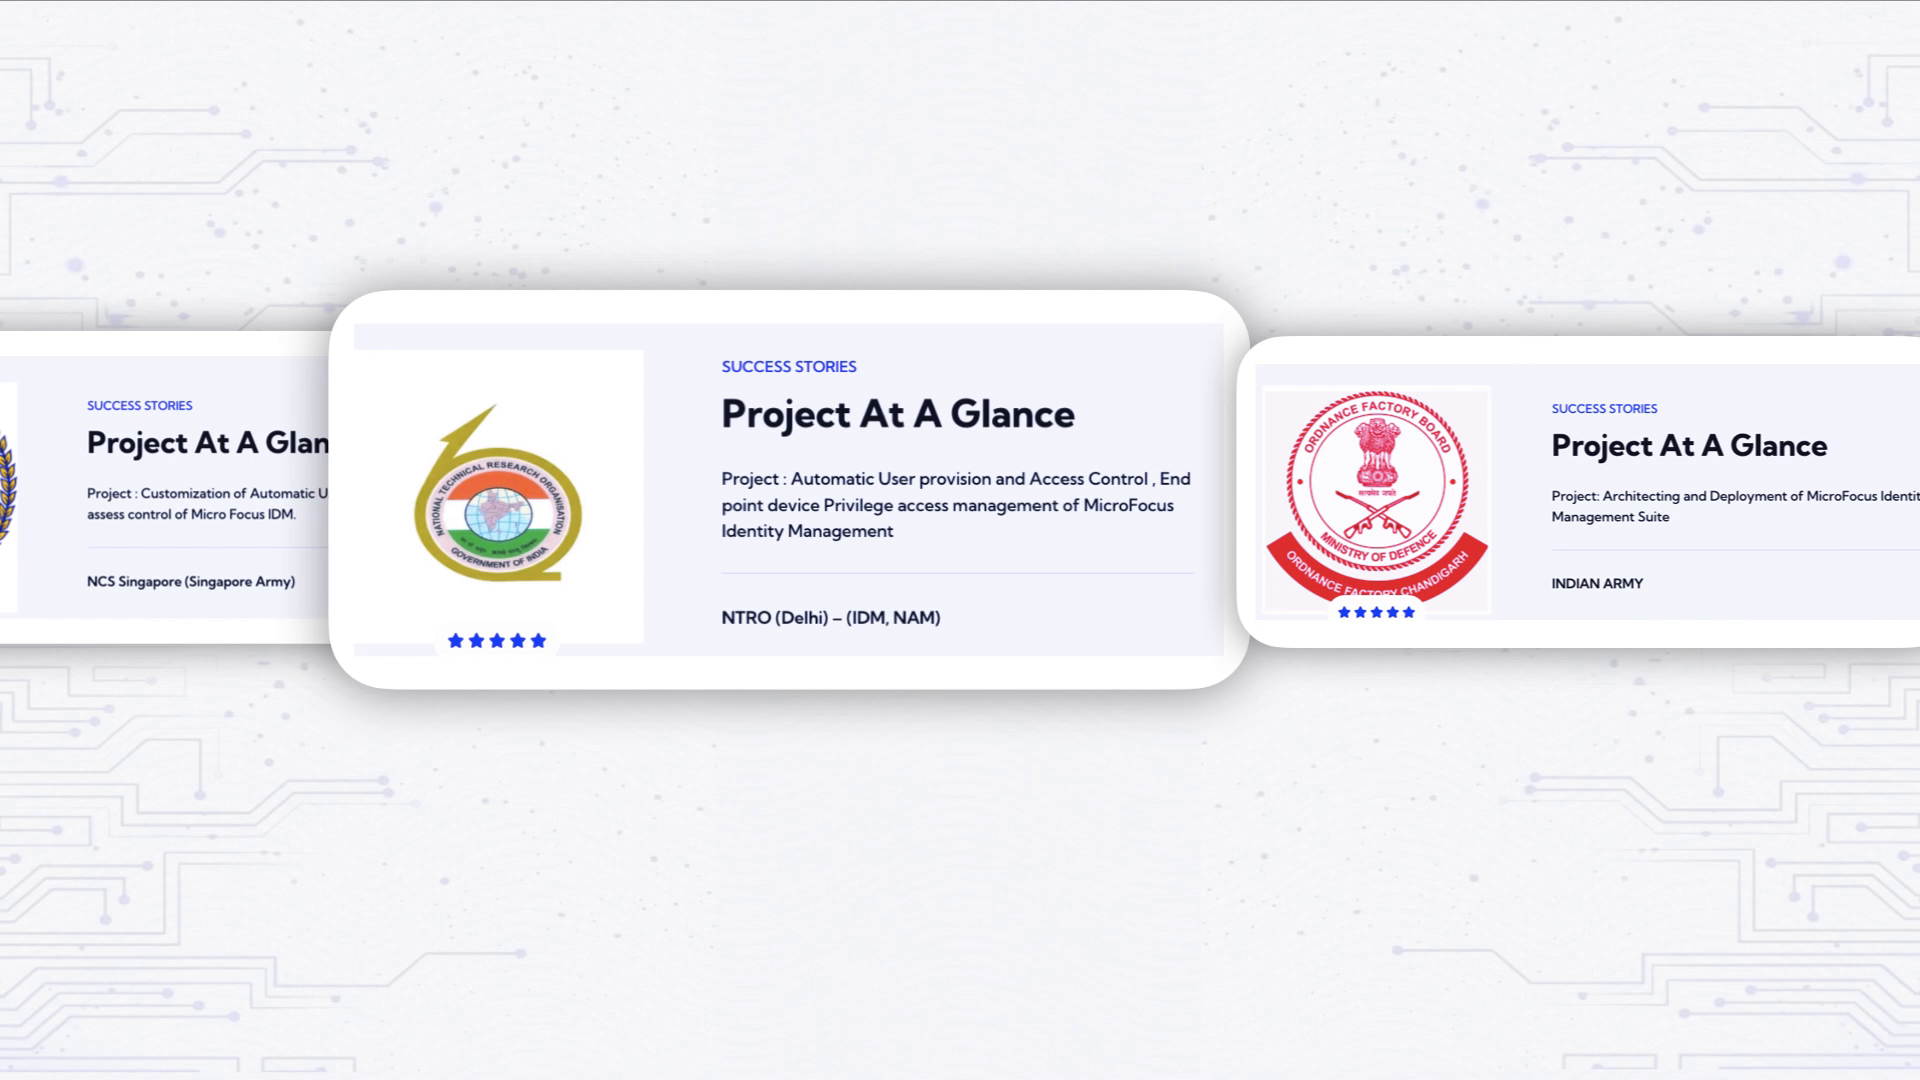 SUCCESS STORIES
Project At A Glan
Project : Customization of Automatic U
assess control of Micro Focus IDM.
NCS Singapore (Singapore Army)
NATIONAL TECHNICAL RESEARCH ORGANISATION
GOVERNMENT OF INDIA
SUCCESS STORIES
Project At A Glance
Project : Automatic User provision and Access Control , End
point device Privilege access management of MicroFocus
Identity Management
NTRO (Delhi) – (IDM, NAM)
ORDNANCE FACTORY BOARD
सत्यमेव जयते
MINISTRY OF DEFENCE
ORDNANCE FACTORY CHANDIGARH
SUCCESS STORIES
Project At A Glance
Project: Architecting and Deployment of MicroFocus Identit
Management Suite
INDIAN ARMY